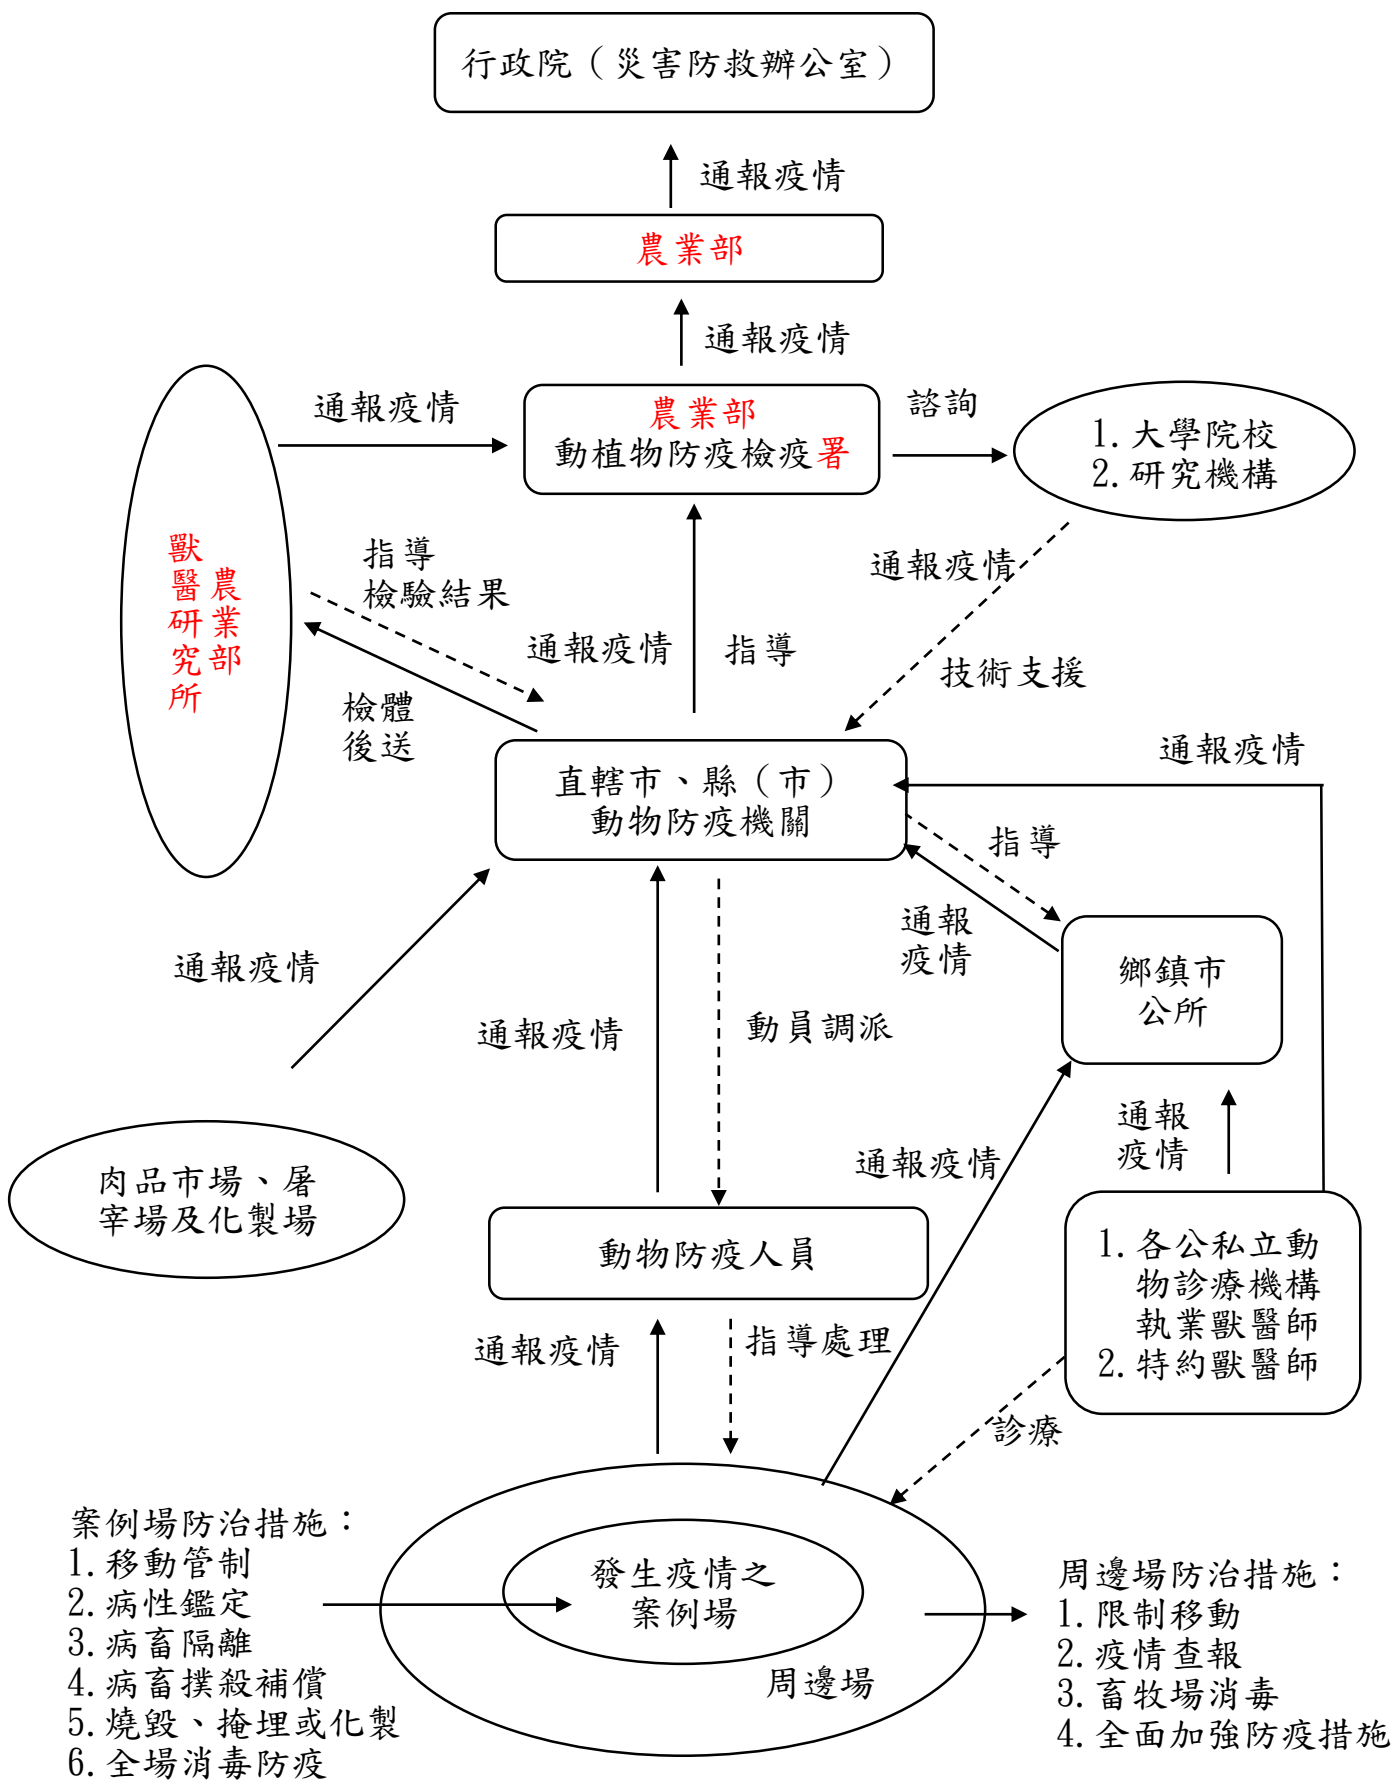 行政院（災害防救辦公室）
通報疫情
農業部
通報疫情
通報疫情
農業部
動植物防疫檢疫署
諮詢
1.大學院校
2.研究機構
農業部
獸醫研究所
指導
檢驗結果
通報疫情
指導
通報疫情
技術支援
檢體
後送
直轄市、縣（市）
動物防疫機關
通報疫情
指導
通報
疫情
鄉鎮市
公所
通報疫情
通報疫情
動員調派
通報疫情
通報
疫情
肉品市場、屠
宰場及化製場
動物防疫人員
1.各公私立動
物診療機構
執業獸醫師
2.特約獸醫師
通報疫情
指導處理
診療
案例場防治措施：
1.移動管制
2.病性鑑定
3.病畜隔離
4.病畜撲殺補償
5.燒毀、掩埋或化製
6.全場消毒防疫
發生疫情之
案例場
周邊場
周邊場防治措施：
1.限制移動
2.疫情查報
3.畜牧場消毒
4.全面加強防疫措施